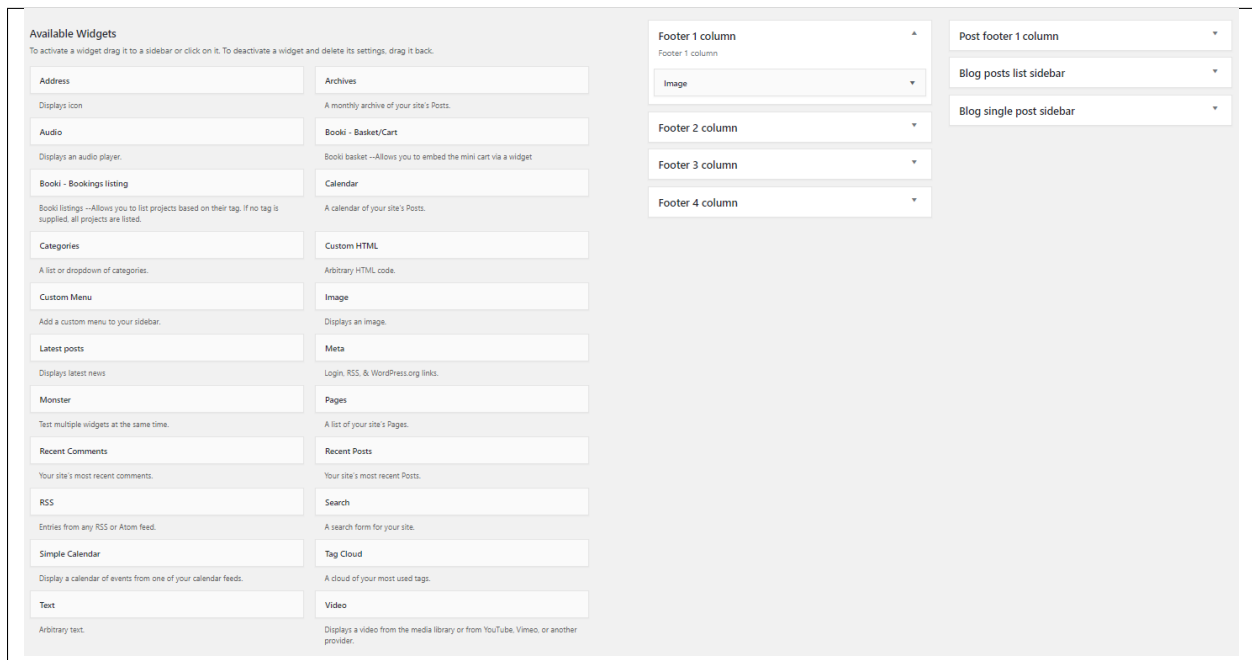 Available Widgets
To activate a widget drag it to a sidebar or click on it. To deactivate a widget and delete its settings, drag it back.
Address
Displays icon
Archives
A monthly archive of your site's Posts.
Audio
Displays an audio player.
Booki - Basket/Cart
Booki basket --Allows you to embed the mini cart via a widget
Booki - Bookings listing
Booki listings --Allows you to list projects based on their tag. If no tag is
supplied, all projects are listed.
Calendar
A calendar of your site's Posts.
Categories
A list or dropdown of categories.
Custom HTML
Arbitrary HTML code.
Custom Menu
Add a custom menu to your sidebar.
Image
Displays an image.
Latest posts
Displays latest news
Meta
Login, RSS, & WordPress.org links.
Monster
Test multiple widgets at the same time.
Pages
A list of your site's Pages.
Recent Comments
Your site's most recent comments.
Recent Posts
Your site's most recent Posts.
RSS
Entries from any RSS or Atom feed.
Search
A search form for your site.
Simple Calendar
Display a calendar of events from one of your calendar feeds.
Tag Cloud
A cloud of your most used tags.
Text
Arbitrary text.
Video
Displays a video from the media library or from YouTube, Vimeo, or another
provider.
Footer 1 column
Footer 1 column
Image
Footer 2 column
Footer 3 column
Footer 4 column
Post footer 1 column
Blog posts list sidebar
Blog single post sidebar